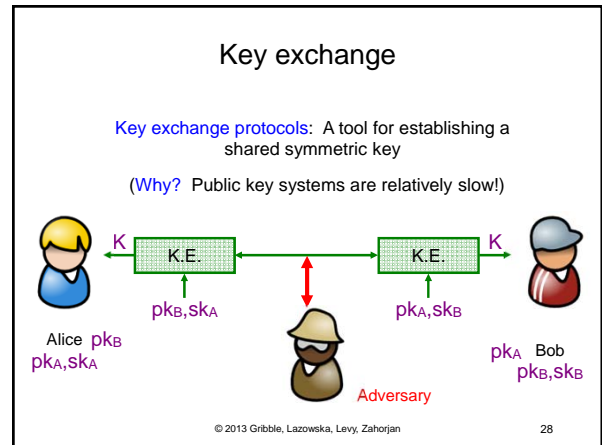 Key exchange
Key exchange protocols: A tool for establishing a
shared symmetric key
(Why? Public key systems are relatively slow!)
K
K.E.
K.E.
K
pkB,skA
pkA,skB
Alice pkB
pkA,skA
pkA Bob
pkB,skB
Adversary
© 2013 Gribble, Lazowska, Levy, Zahorjan
28